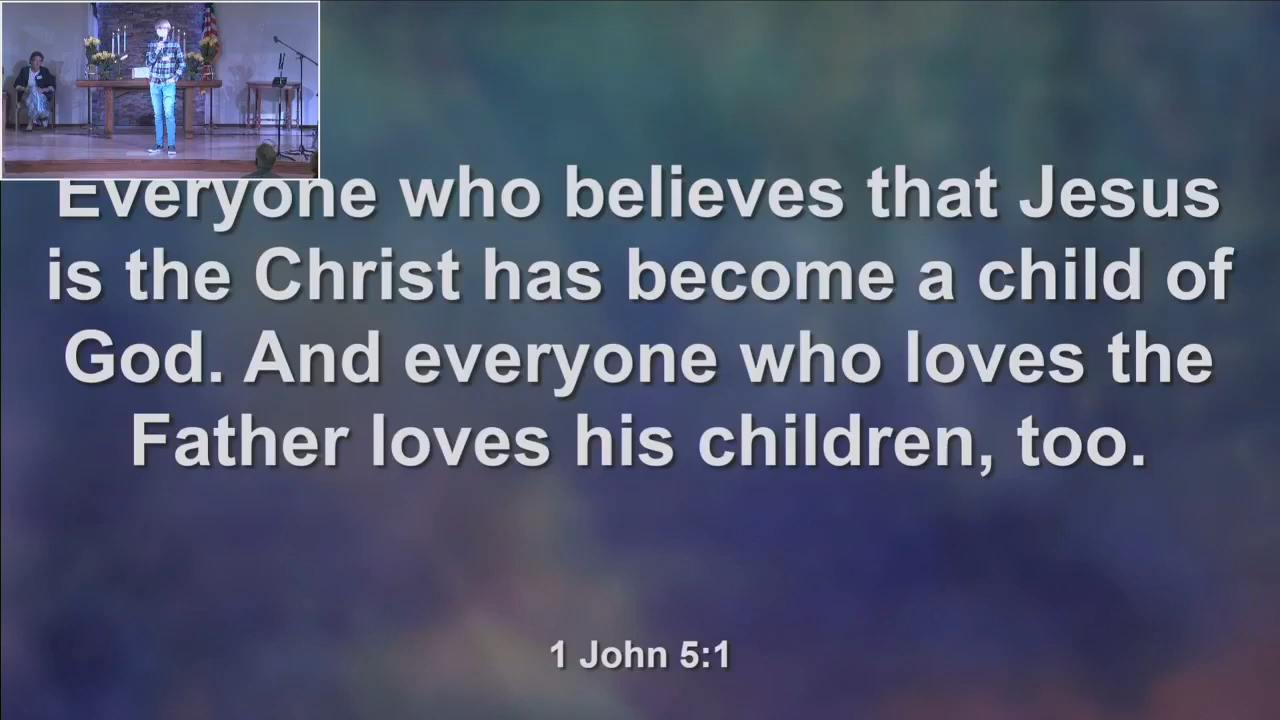 Everyone who believes that Jesus
is the Christ has become a child of
God. And everyone who loves the
Father loves his children, too.
1 John 5:1